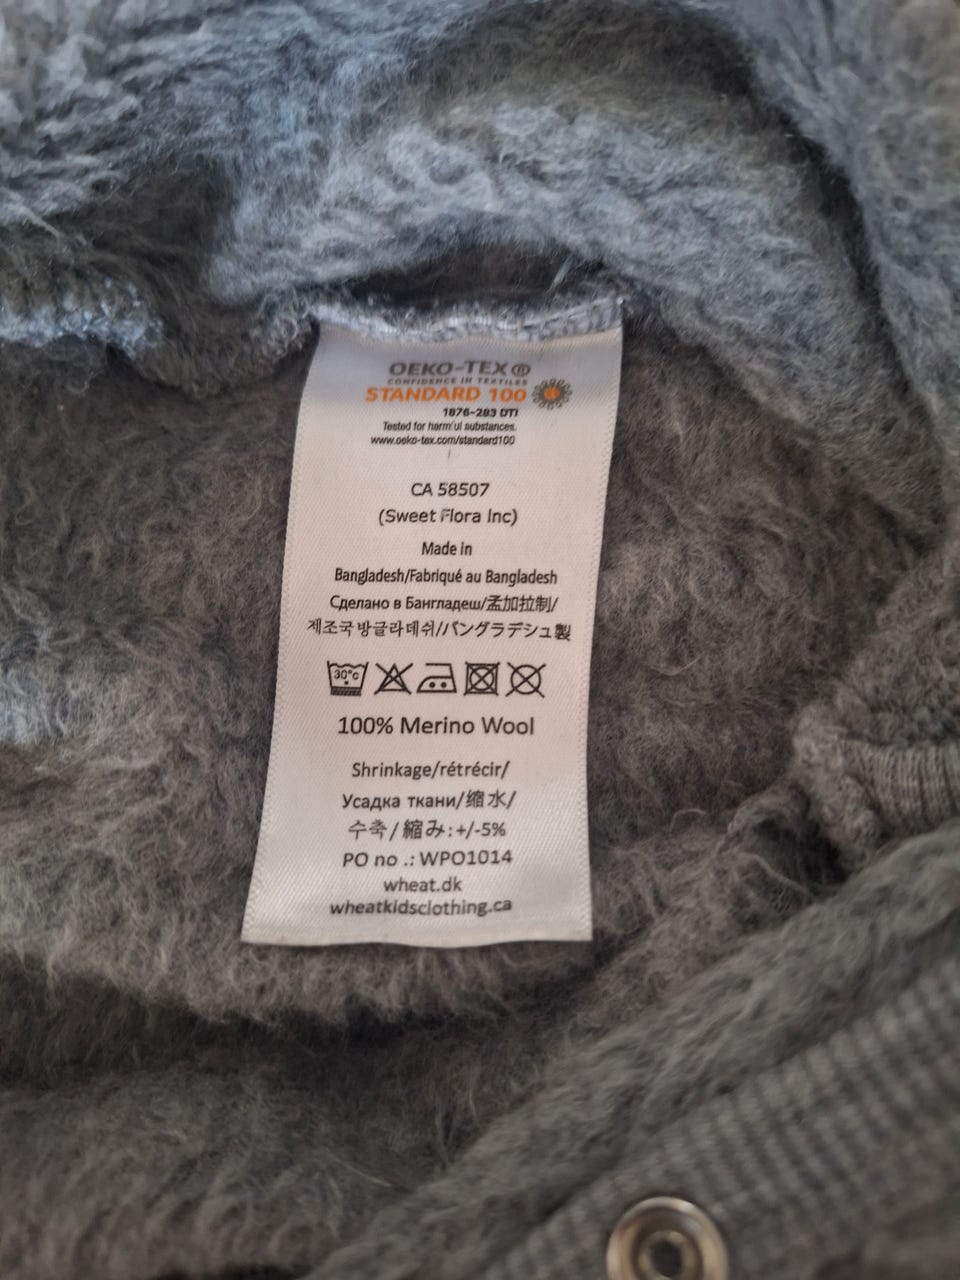 OEKO-TEX®
CONFIDENCE IN TEXTILES
STANDARD 100
1876-283 DTI
Tested for harmful substances.
www.oeko-tex.com/standard100
CA 58507
(Sweet Flora Inc)
Made in
Bangladesh/Fabriqué au Bangladesh
Сделано в Бангладеш/孟加拉制/
제조국방글라데쉬/バングラデシュ製
30°c
100% Merino Wool
Shrinkage/rétrécir/
Усадка ткани/缩水/
수축/縮み:+/-5%
PO no .: WPO1014
wheat.dk
wheatkidsclothing.ca